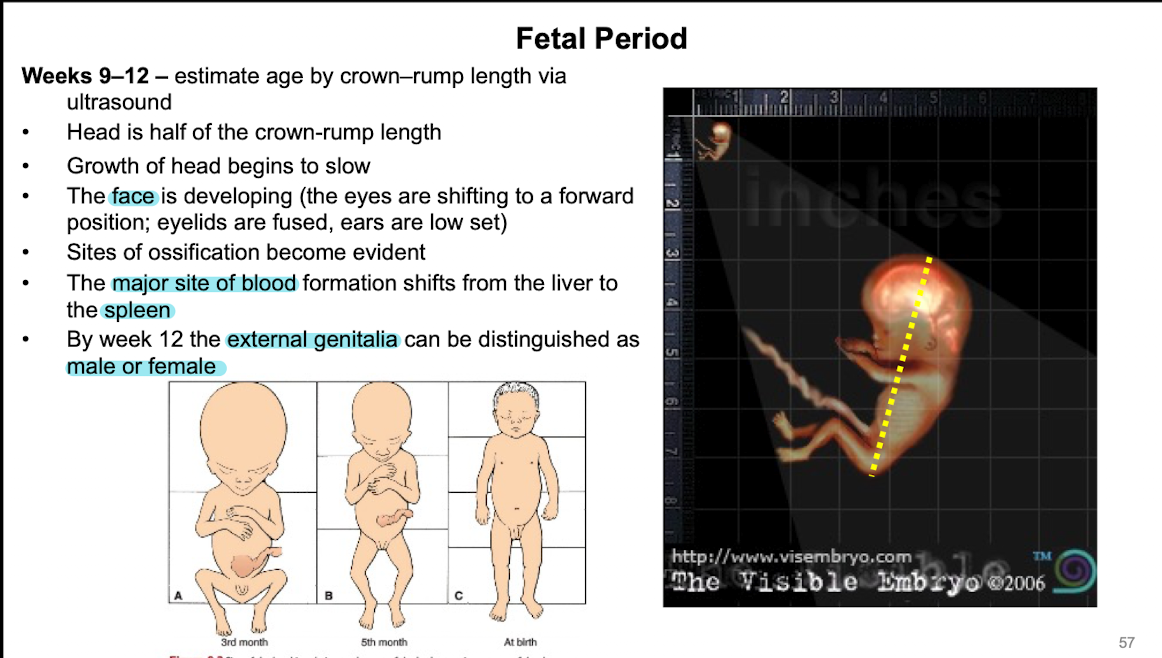 Fetal Period
Weeks 9–12 – estimate age by crown–rump length via
ultrasound
• Head is half of the crown-rump length
• Growth of head begins to slow
• The face is developing (the eyes are shifting to a forward
position; eyelids are fused, ears are low set)
• Sites of ossification become evident
• The major site of blood formation shifts from the liver to
the spleen
• By week 12 the external genitalia can be distinguished as
male or female
A
B
C
3rd month
5th month
At birth
1 2 3 4 5 6 7 8
1
2
3
4
5
6
7
8
inches
http://www.visembryo.com
The Visible Embryo ©2006
TM
57